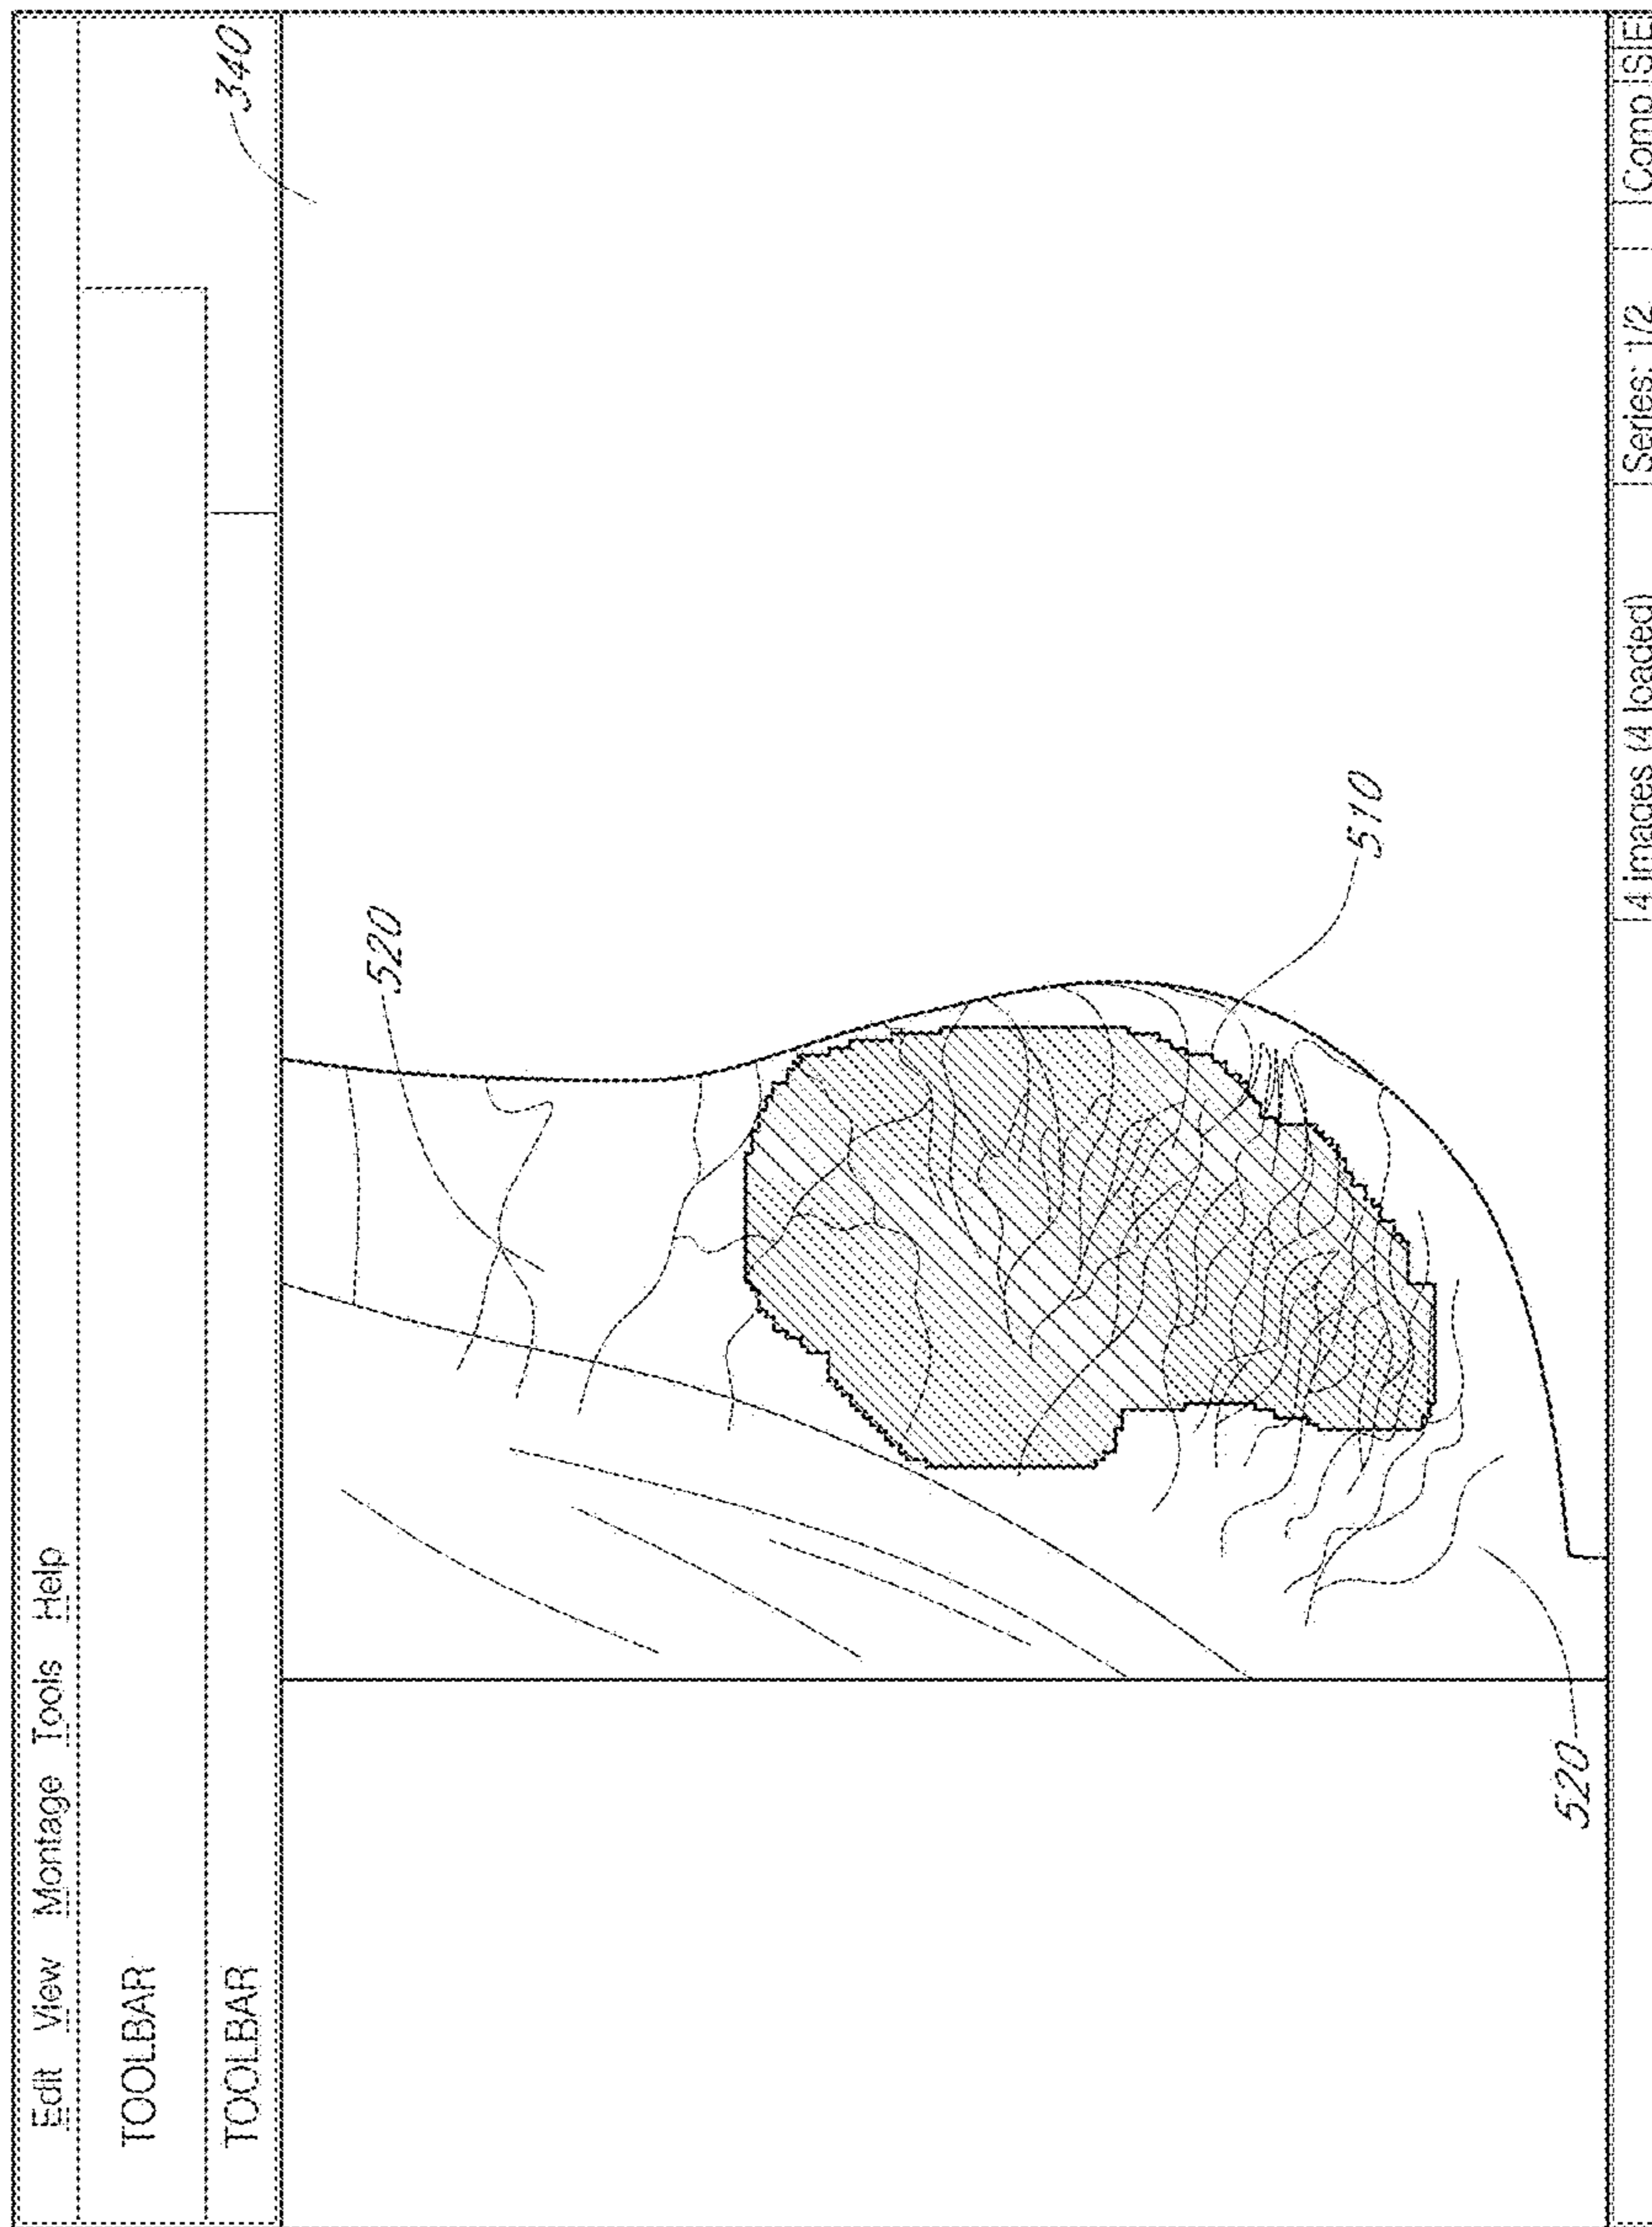 Edit View Montage Tools Help
TOOLBAR
TOOLBAR
340
520
510
520
4 images (4 loaded) Series: 1/2 Comp S E